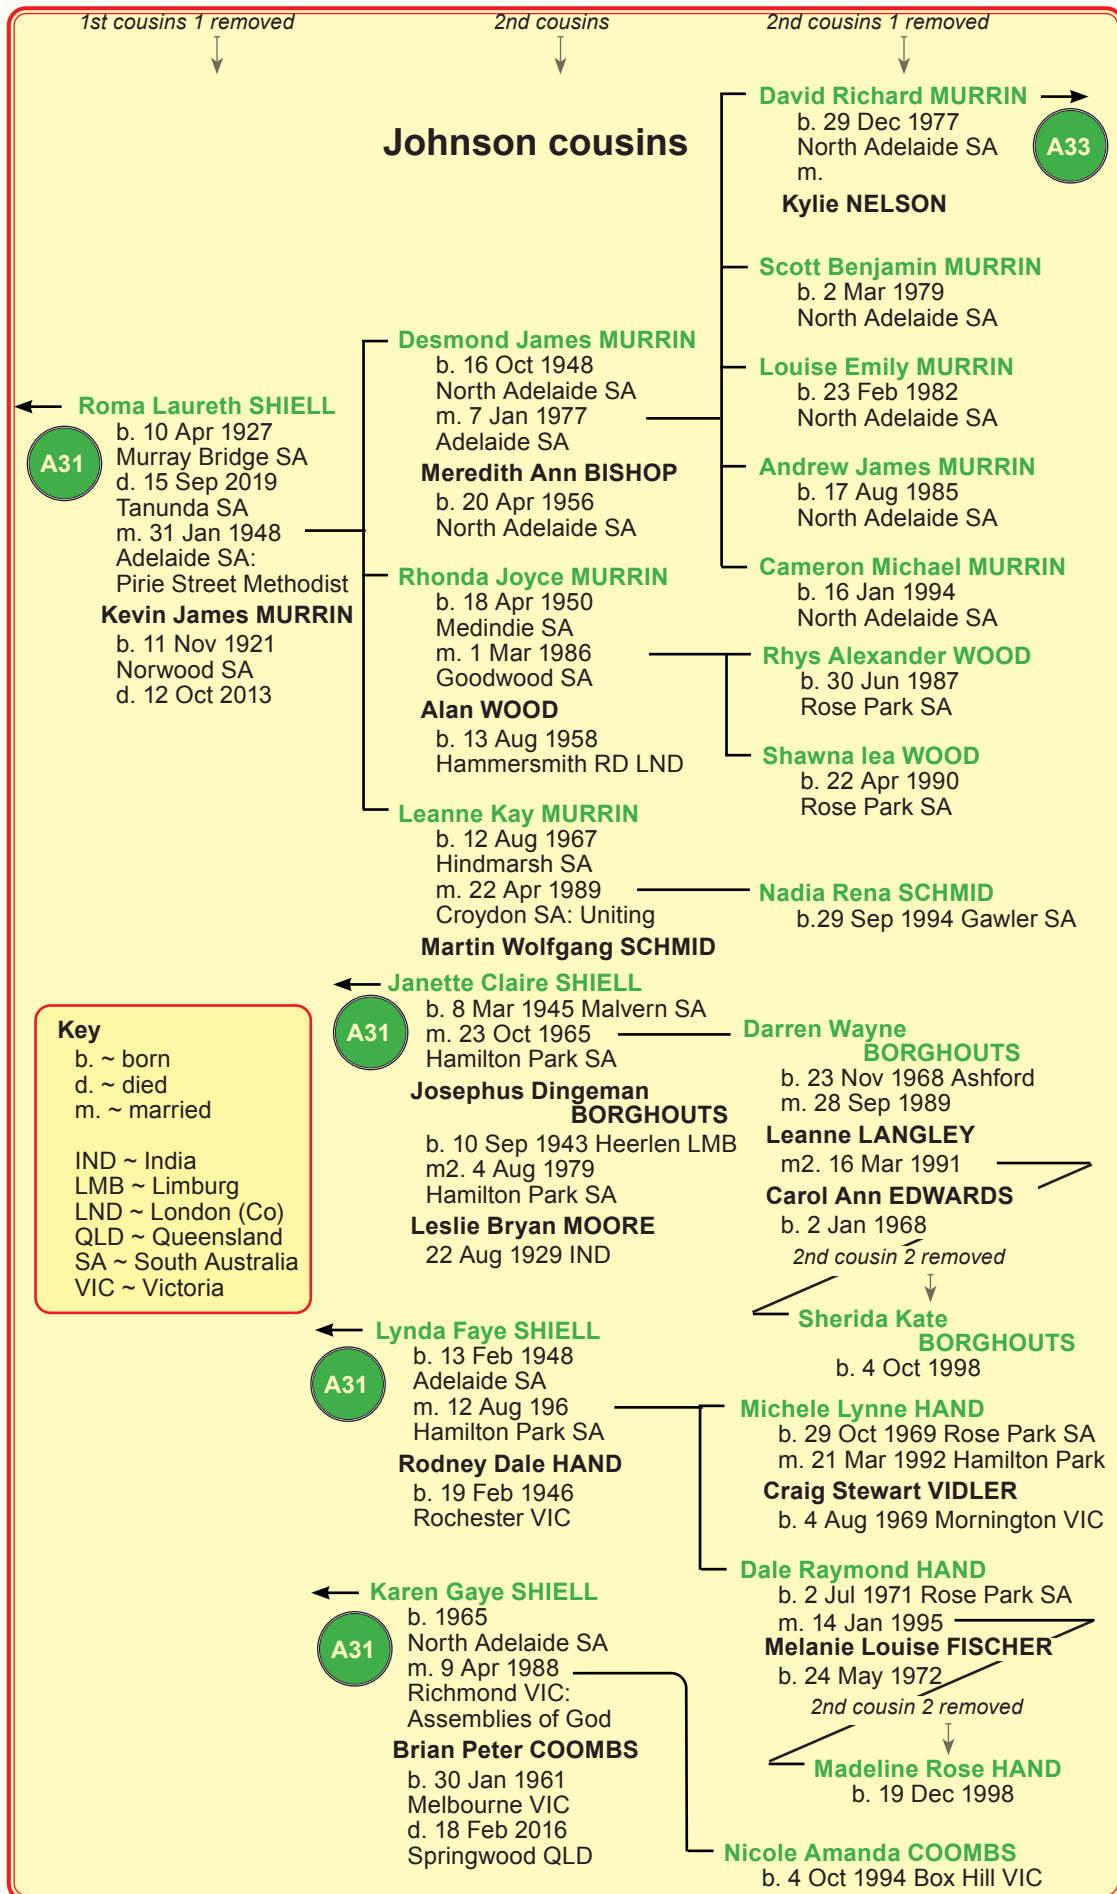 1st cousins 1 removed
2nd cousins
2nd cousins 1 removed
Johnson cousins
Roma Laureth SHIELL
A31
b. 10 Apr 1927
Murray Bridge SA
d. 15 Sep 2019
Tanunda SA
m. 31 Jan 1948
Adelaide SA:
Pirie Street Methodist
Kevin James MURRIN
b. 11 Nov 1921
Norwood SA
d. 12 Oct 2013
Desmond James MURRIN
b. 16 Oct 1948
North Adelaide SA
m. 7 Jan 1977
Adelaide SA
Meredith Ann BISHOP
b. 20 Apr 1956
North Adelaide SA
David Richard MURRIN
A33
b. 29 Dec 1977
North Adelaide SA
m.
Kylie NELSON
Scott Benjamin MURRIN
b. 2 Mar 1979
North Adelaide SA
Louise Emily MURRIN
b. 23 Feb 1982
North Adelaide SA
Andrew James MURRIN
b. 17 Aug 1985
North Adelaide SA
Cameron Michael MURRIN
b. 16 Jan 1994
North Adelaide SA
Rhonda Joyce MURRIN
b. 18 Apr 1950
Medindie SA
m. 1 Mar 1986
Goodwood SA
Alan WOOD
b. 13 Aug 1958
Hammersmith RD LND
Rhys Alexander WOOD
b. 30 Jun 1987
Rose Park SA
Shawna lea WOOD
b. 22 Apr 1990
Rose Park SA
Leanne Kay MURRIN
b. 12 Aug 1967
Hindmarsh SA
m. 22 Apr 1989
Croydon SA: Uniting
Martin Wolfgang SCHMID
Nadia Rena SCHMID
b.29 Sep 1994 Gawler SA
Janette Claire SHIELL
A31
b. 8 Mar 1945 Malvern SA
m. 23 Oct 1965
Hamilton Park SA
Josephus Dingeman
BORGHOUTS
b. 10 Sep 1943 Heerlen LMB
m2. 4 Aug 1979
Hamilton Park SA
Leslie Bryan MOORE
22 Aug 1929 IND
Darren Wayne
BORGHOUTS
b. 23 Nov 1968 Ashford
m. 28 Sep 1989
Leanne LANGLEY
m2. 16 Mar 1991
Carol Ann EDWARDS
b. 2 Jan 1968
2nd cousin 2 removed
Sherida Kate
BORGHOUTS
b. 4 Oct 1998
Key
b. ~ born
d. ~ died
m. ~ married
IND ~ India
LMB ~ Limburg
LND ~ London (Co)
QLD ~ Queensland
SA ~ South Australia
VIC ~ Victoria
Lynda Faye SHIELL
A31
b. 13 Feb 1948
Adelaide SA
m. 12 Aug 196
Hamilton Park SA
Rodney Dale HAND
b. 19 Feb 1946
Rochester VIC
Michele Lynne HAND
b. 29 Oct 1969 Rose Park SA
m. 21 Mar 1992 Hamilton Park
Craig Stewart VIDLER
b. 4 Aug 1969 Mornington VIC
Dale Raymond HAND
b. 2 Jul 1971 Rose Park SA
m. 14 Jan 1995
Melanie Louise FISCHER
b. 24 May 1972
2nd cousin 2 removed
Madeline Rose HAND
b. 19 Dec 1998
Karen Gaye SHIELL
A31
b. 1965
North Adelaide SA
m. 9 Apr 1988
Richmond VIC:
Assemblies of God
Brian Peter COOMBS
b. 30 Jan 1961
Melbourne VIC
d. 18 Feb 2016
Springwood QLD
Nicole Amanda COOMBS
b. 4 Oct 1994 Box Hill VIC